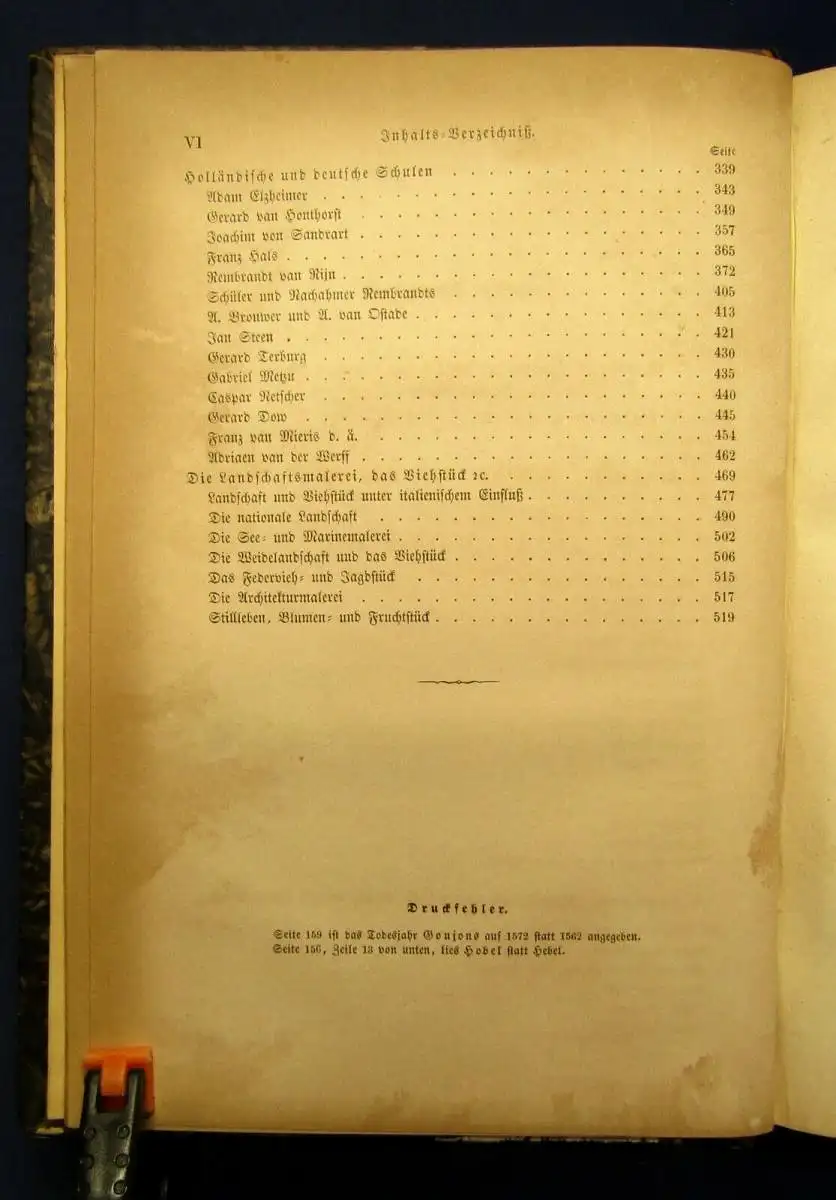 VI
Inhalts-Verzeichniß.
Seite
Holländische und deutsche Schulen . . . . . . . . . . . . . . 339
Adam Elzheimer . . . . . . . . . . . . . . . . . . . . . 343
Gerard van Honthorst . . . . . . . . . . . . . . . . . . . 349
Joachim von Sandrart . . . . . . . . . . . . . . . . . . . 357
Franz Hals . . . . . . . . . . . . . . . . . . . . . . . 365
Rembrandt van Rijn . . . . . . . . . . . . . . . . . . . . 372
Schüler und Nachahmer Rembrandts . . . . . . . . . . . . . . 405
A. Brouwer und A. van Ostade . . . . . . . . . . . . . . . . 413
Jan Steen . . . . . . . . . . . . . . . . . . . . . . . 421
Gerard Terburg . . . . . . . . . . . . . . . . . . . . . 430
Gabriel Metzu . . . . . . . . . . . . . . . . . . . . . . 435
Caspar Netscher . . . . . . . . . . . . . . . . . . . . . 440
Gerard Dow . . . . . . . . . . . . . . . . . . . . . . 445
Franz van Mieris d. ä. . . . . . . . . . . . . . . . . . . 454
Adriaen van der Werff . . . . . . . . . . . . . . . . . . . 462
Die Landschaftsmalerei, das Viehstück ꝛc. . . . . . . . . . . . 469
Landschaft und Viehstück unter italienischem Einfluß . . . . . . . . . . 477
Die nationale Landschaft . . . . . . . . . . . . . . . . . . 490
Die See- und Marinemalerei . . . . . . . . . . . . . . . . . 502
Die Weidelandschaft und das Viehstück . . . . . . . . . . . . . . 506
Das Federvieh- und Jagdstück . . . . . . . . . . . . . . . . 515
Die Architekturmalerei . . . . . . . . . . . . . . . . . . . 517
Stillleben, Blumen- und Fruchtstück . . . . . . . . . . . . . . . 519
Druckfehler.
Seite 159 ist das Todesjahr Goujons auf 1572 statt 1562 angegeben.
Seite 156, Zeile 13 von unten, lies Hobel statt Hebel.